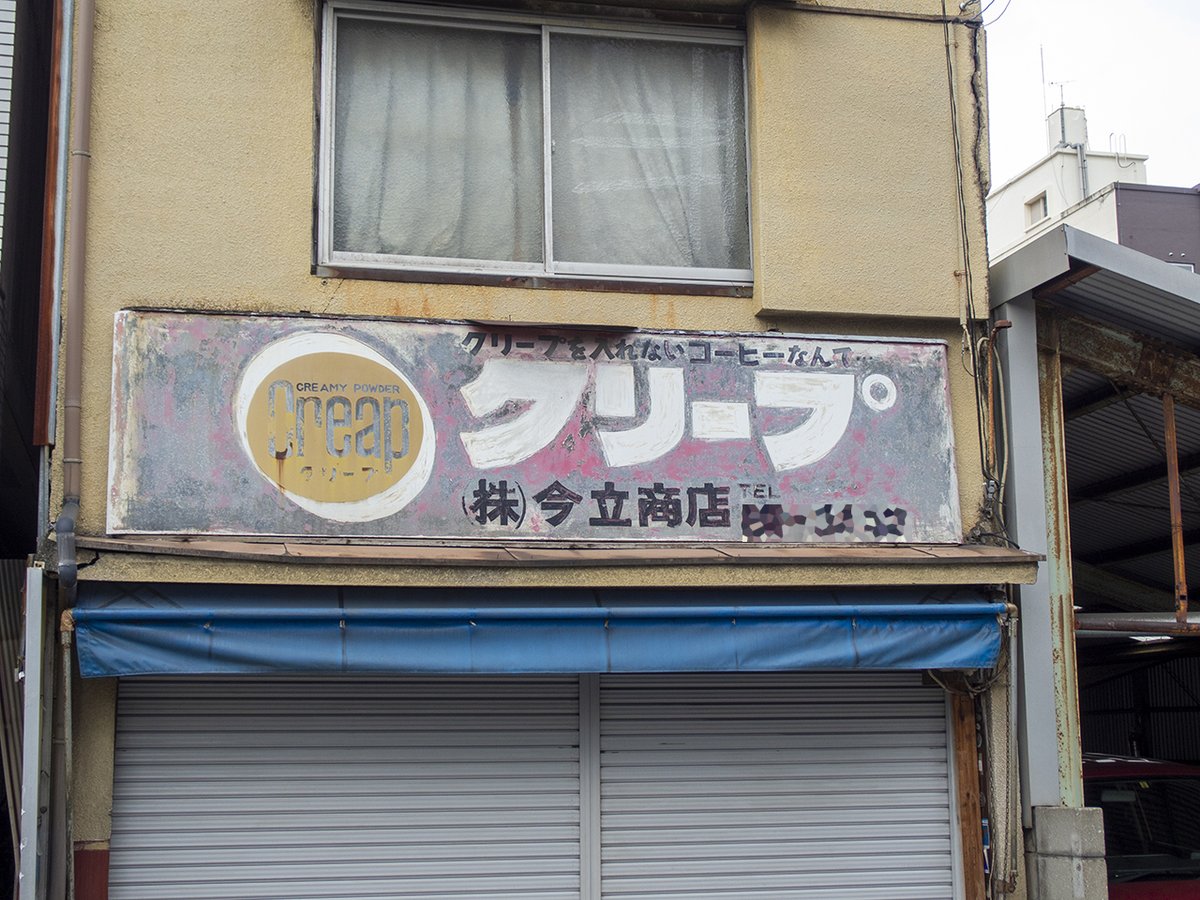 CREAMY POWDER
Creap
クリープ
クリープを入れないコーヒーなんて…
クリープ
(株)今立商店 TEL